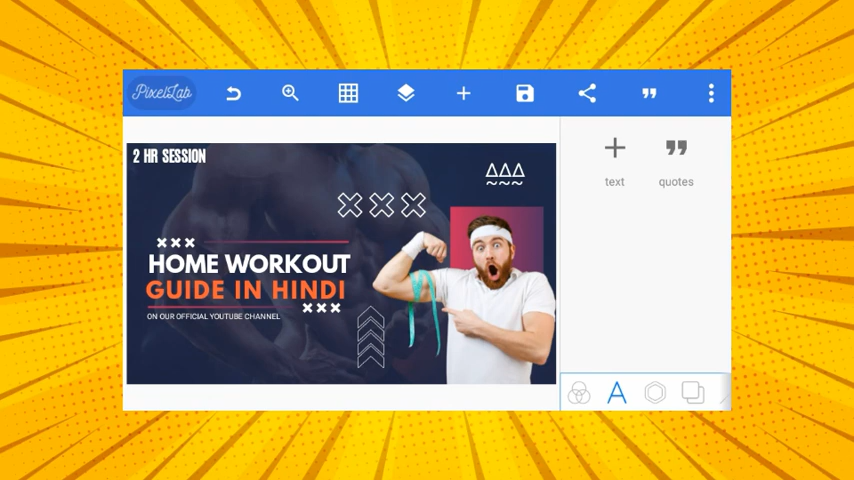 PixelLab
2 HR SESSION
HOME WORKOUT
GUIDE IN HINDI
ON OUR OFFICIAL YOUTUBE CHANNEL
text quotes